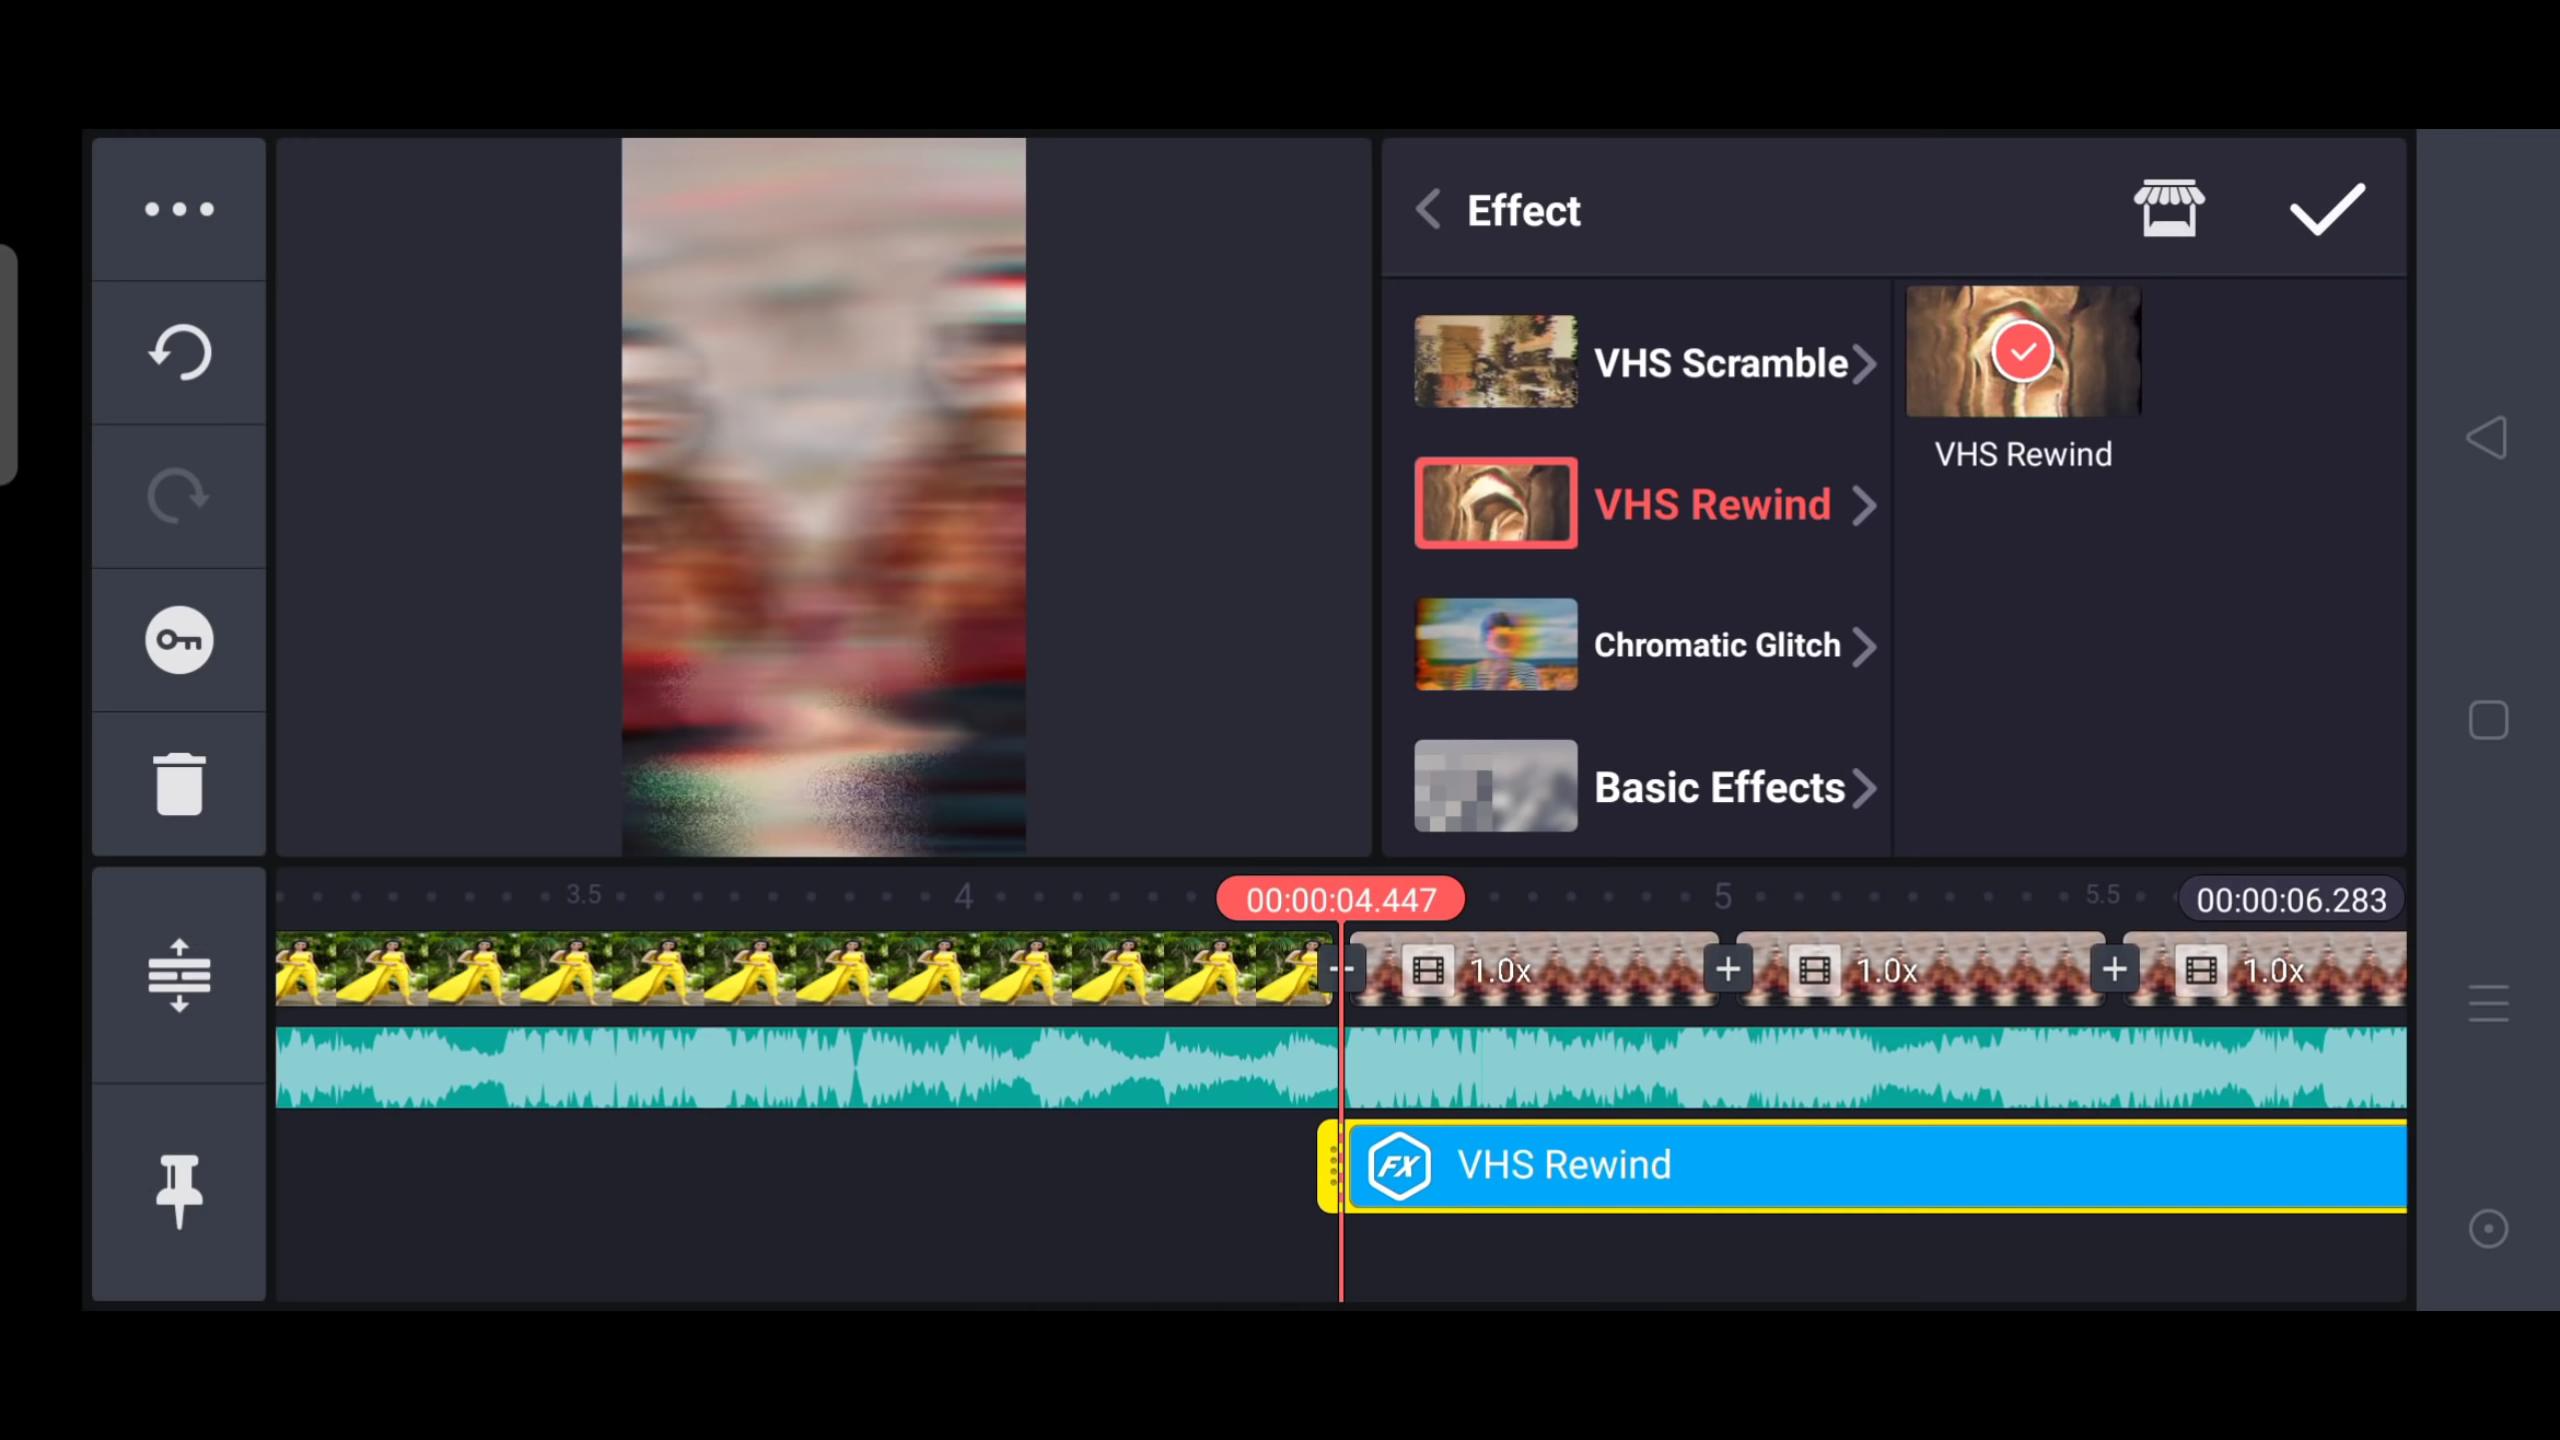 Effect
VHS Scramble
VHS Rewind
VHS Rewind
Chromatic Glitch
Basic Effects
3.5
4
00:00:04.447
5
5.5
00:00:06.283
1.0x
1.0x
1.0x
FX
VHS Rewind